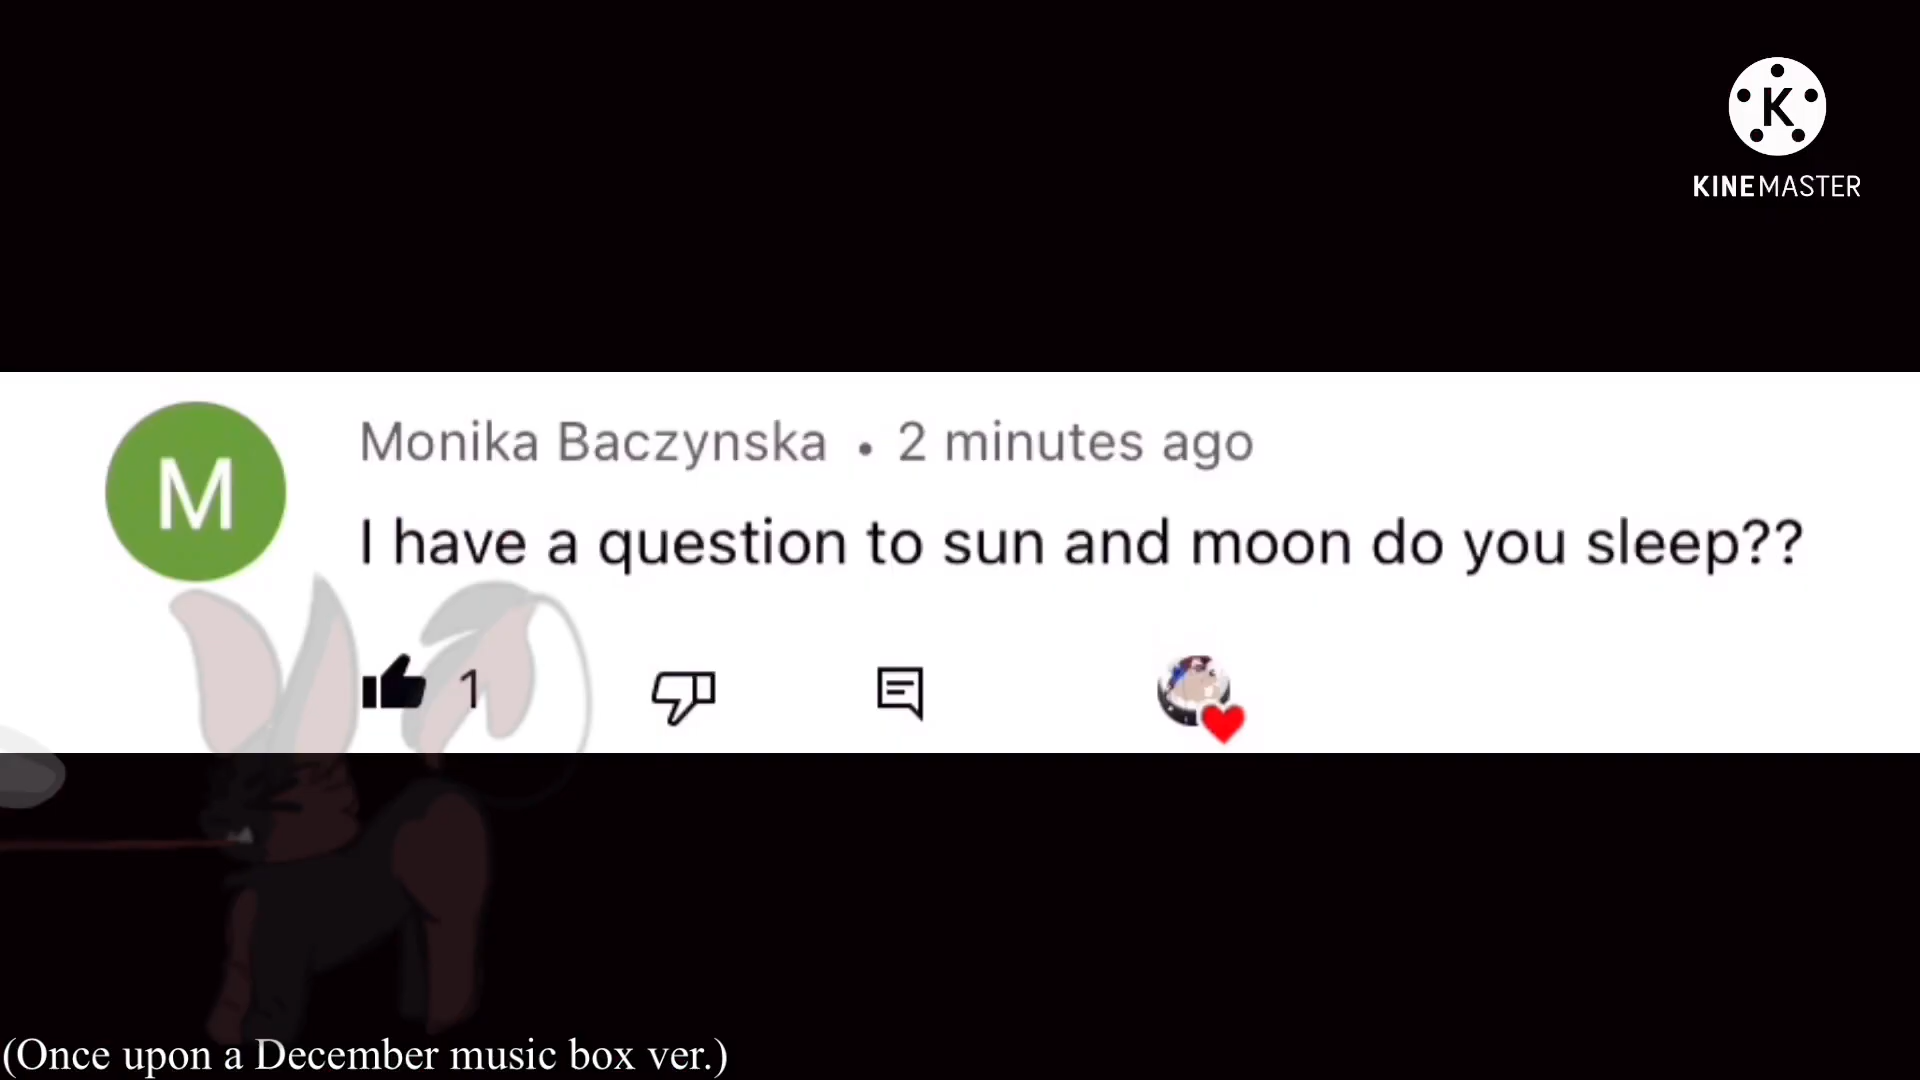 K
KINEMASTER
M
Monika Baczynska • 2 minutes ago
I have a question to sun and moon do you sleep??
1
(Once upon a December music box ver.)